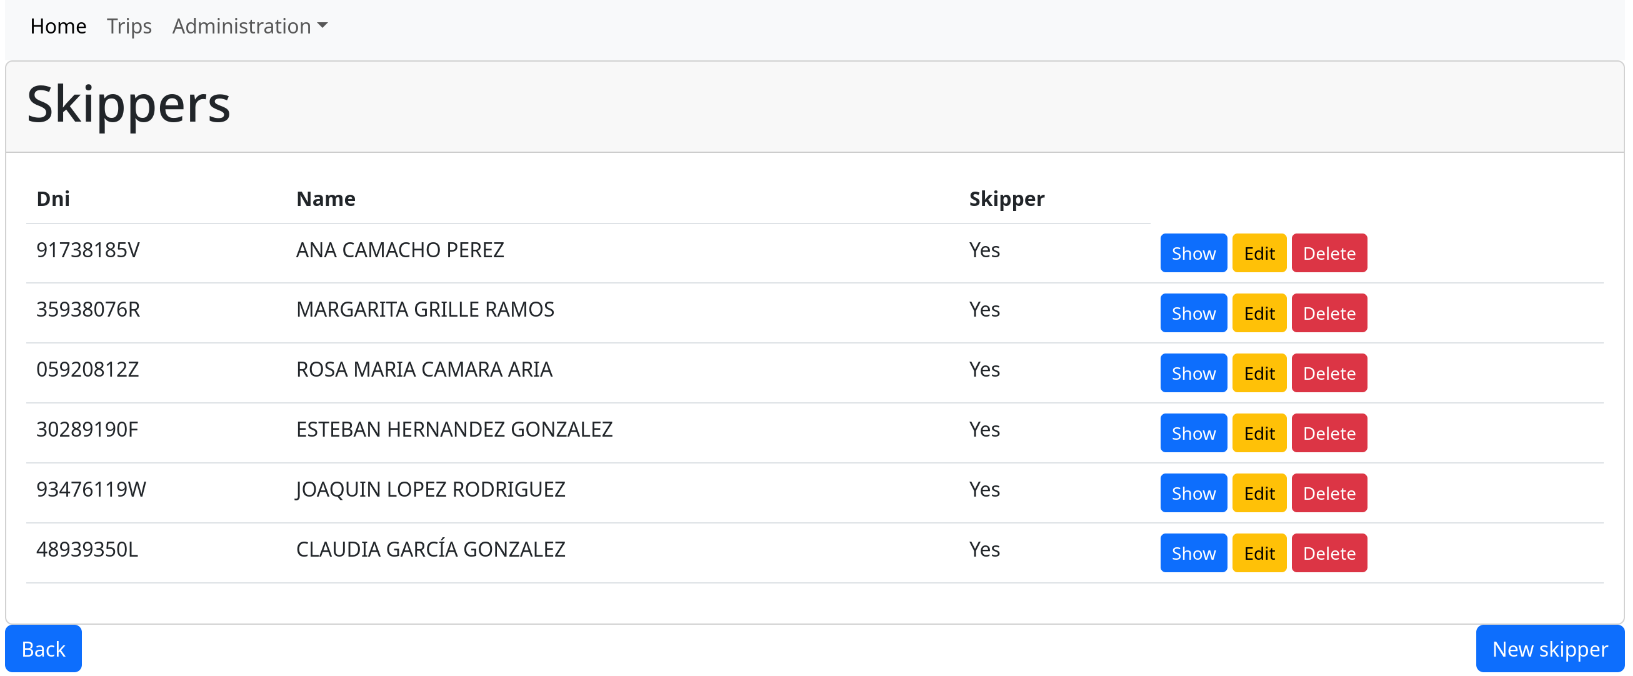 Home Trips Administration
Skippers
Dni Name Skipper
91738185V ANA CAMACHO PEREZ Yes Show Edit Delete
35938076R MARGARITA GRILLE RAMOS Yes Show Edit Delete
05920812Z ROSA MARIA CAMARA ARIA Yes Show Edit Delete
30289190F ESTEBAN HERNANDEZ GONZALEZ Yes Show Edit Delete
93476119W JOAQUIN LOPEZ RODRIGUEZ Yes Show Edit Delete
48939350L CLAUDIA GARCÍA GONZALEZ Yes Show Edit Delete
Back New skipper